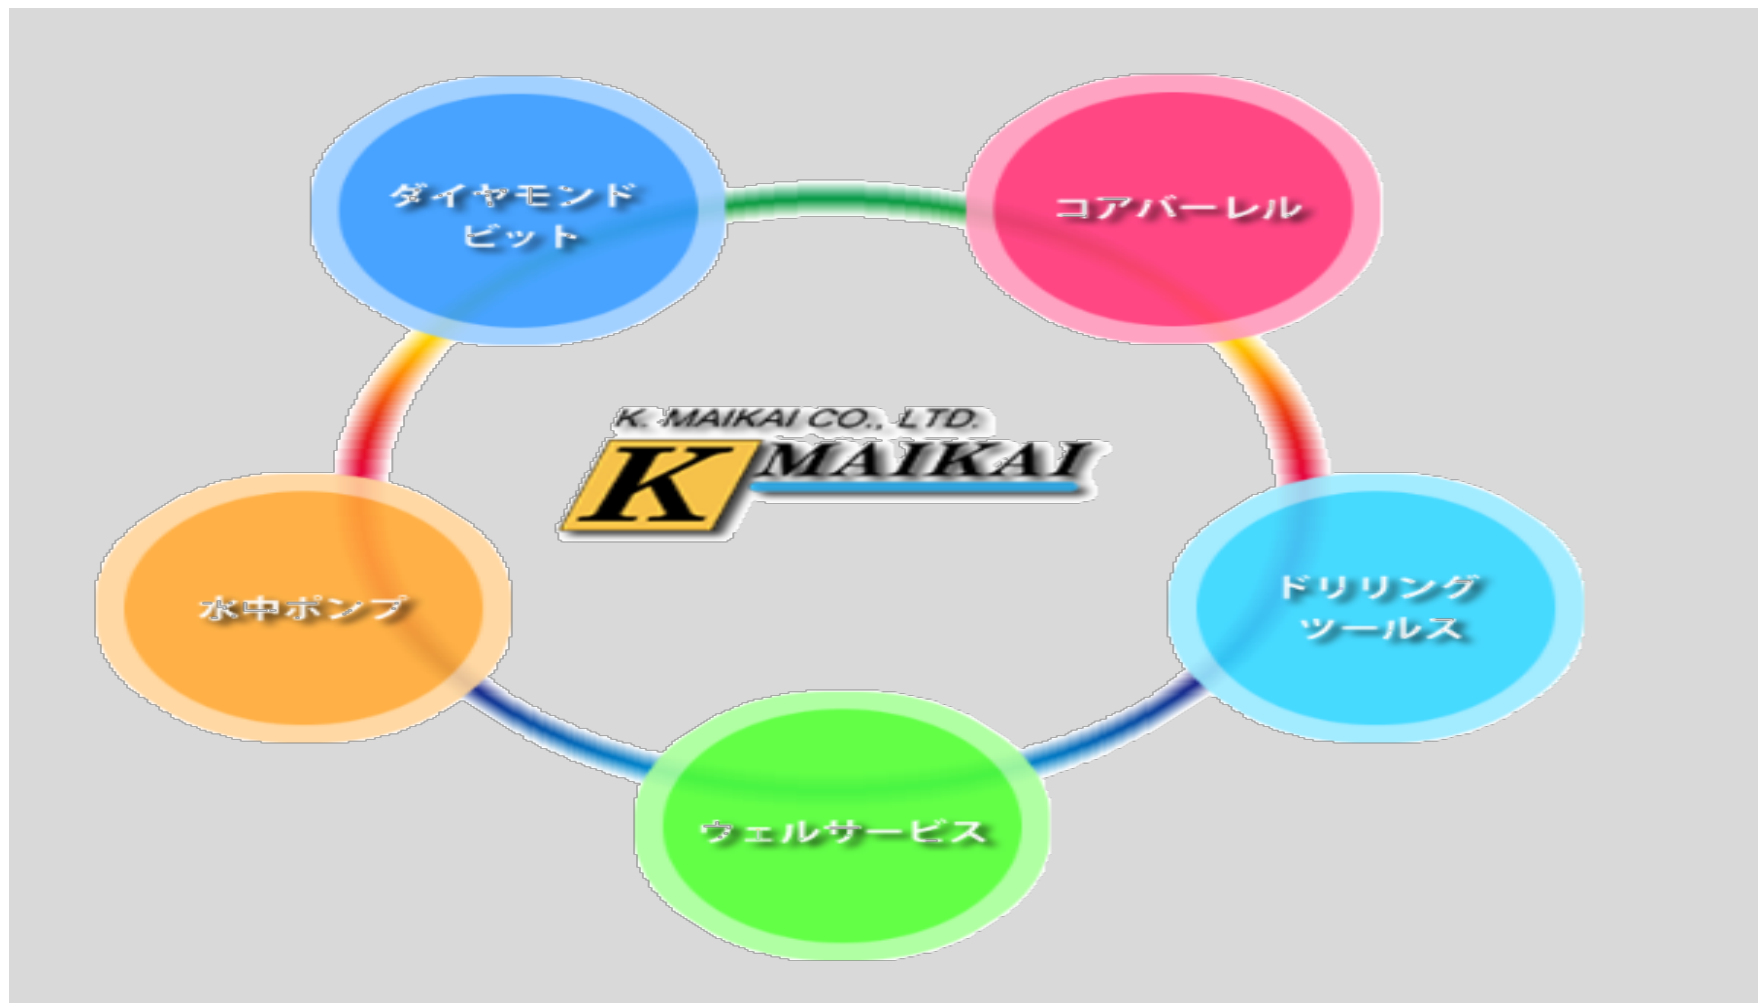 ダイヤモンド
ビット
コアバーレル
K. MAIKAI CO., LTD.
K MAIKAI
水中ポンプ
ドリリング
ツールス
ウェルサービス